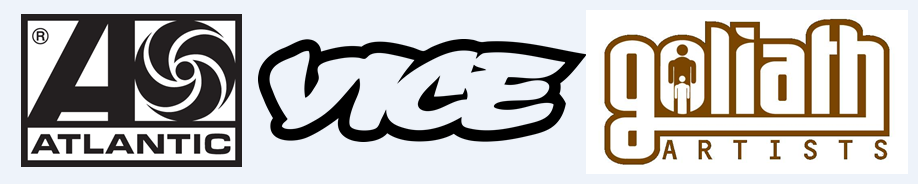 ®
ATLANTIC
VICE
goliath
ARTISTS